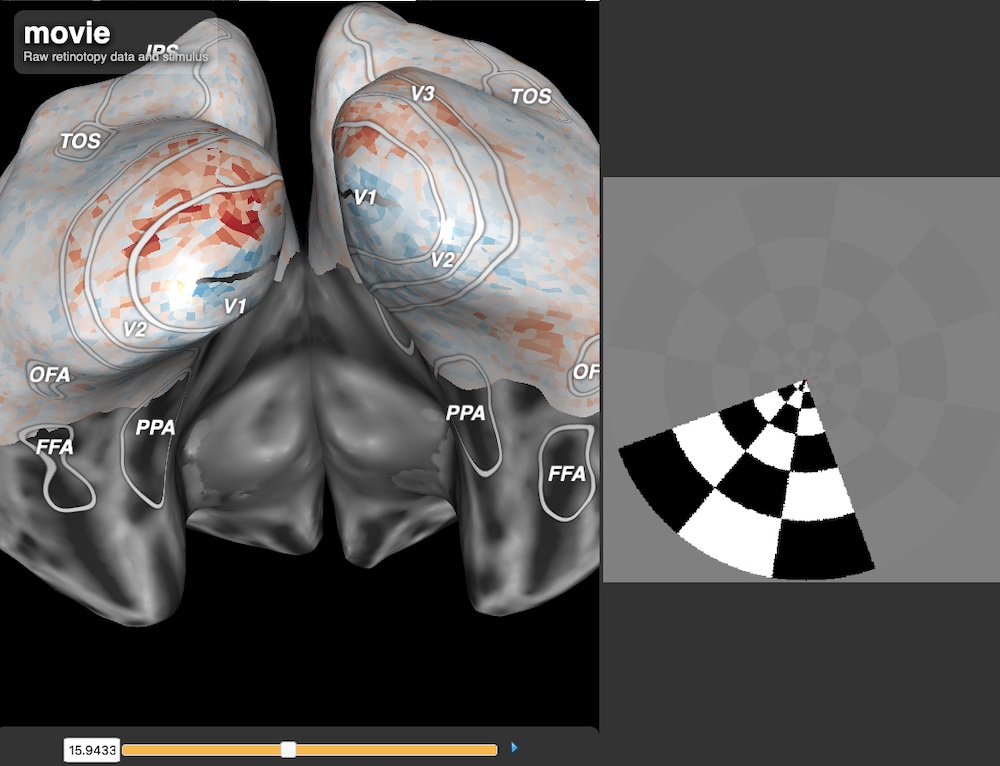 movie
Raw retinotopy data and stimulus
IPS
TOS
V3
TOS
V1
V2
V1
V2
OFA
OF
PPA
PPA
FFA
FFA
15.9433